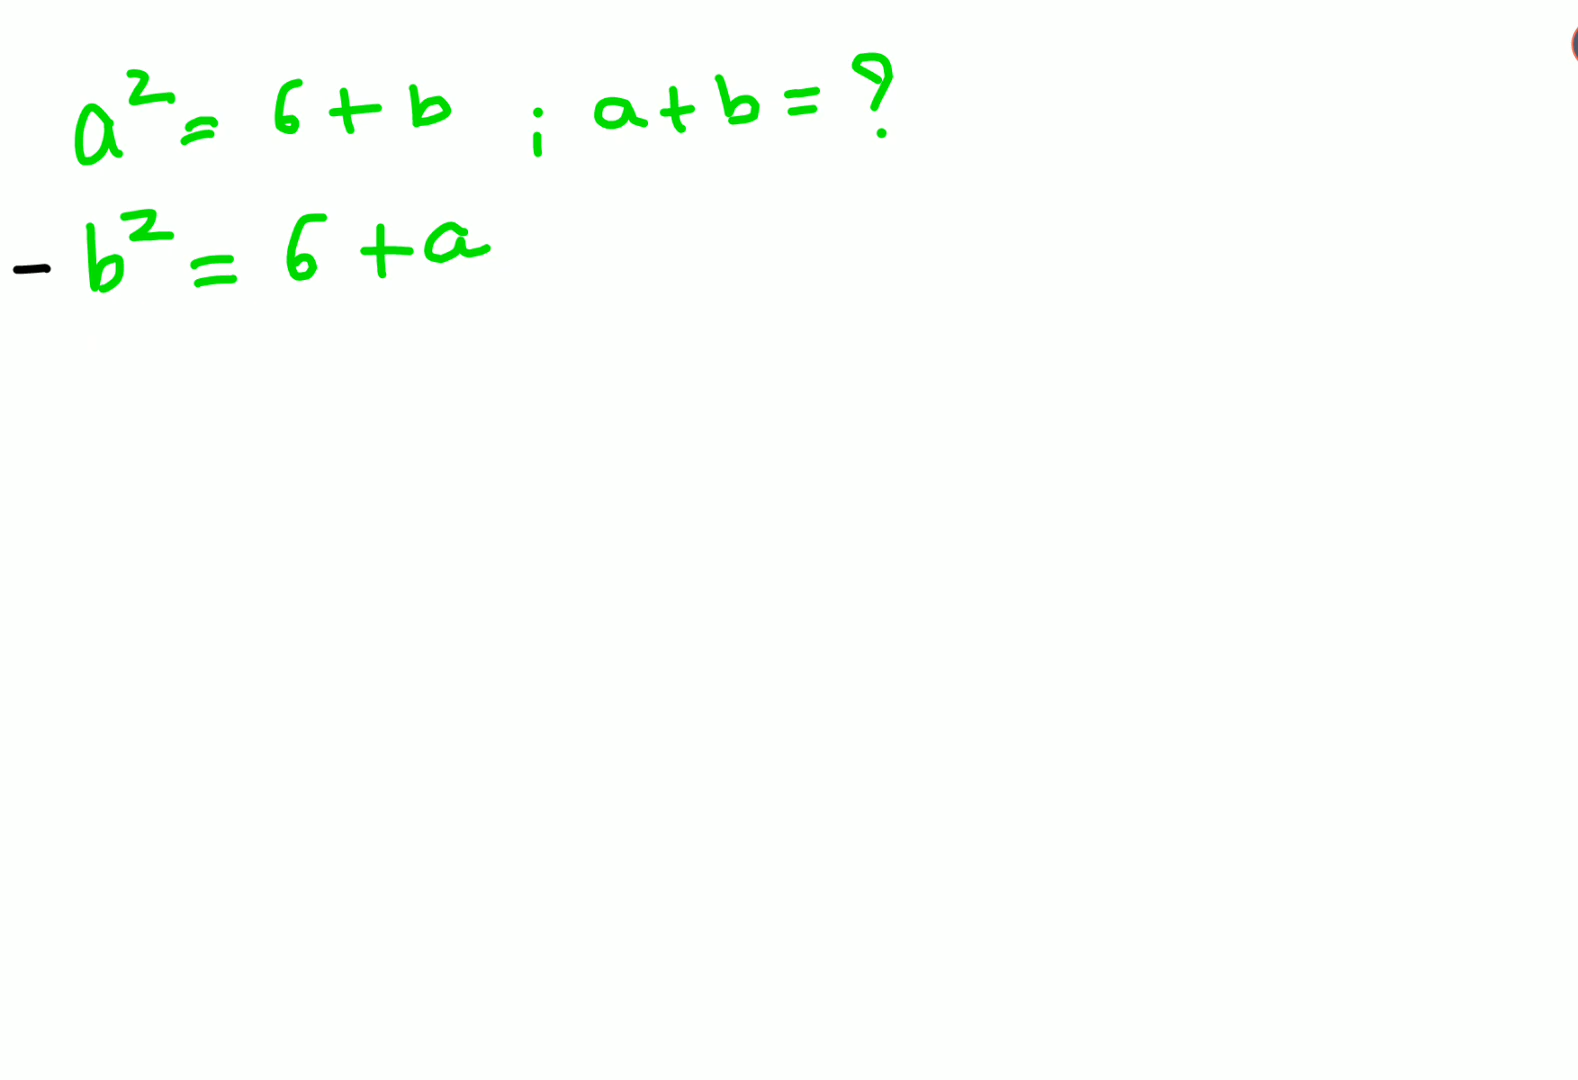 a² = 6 + b ; a + b = ?
- b² = 6 + a